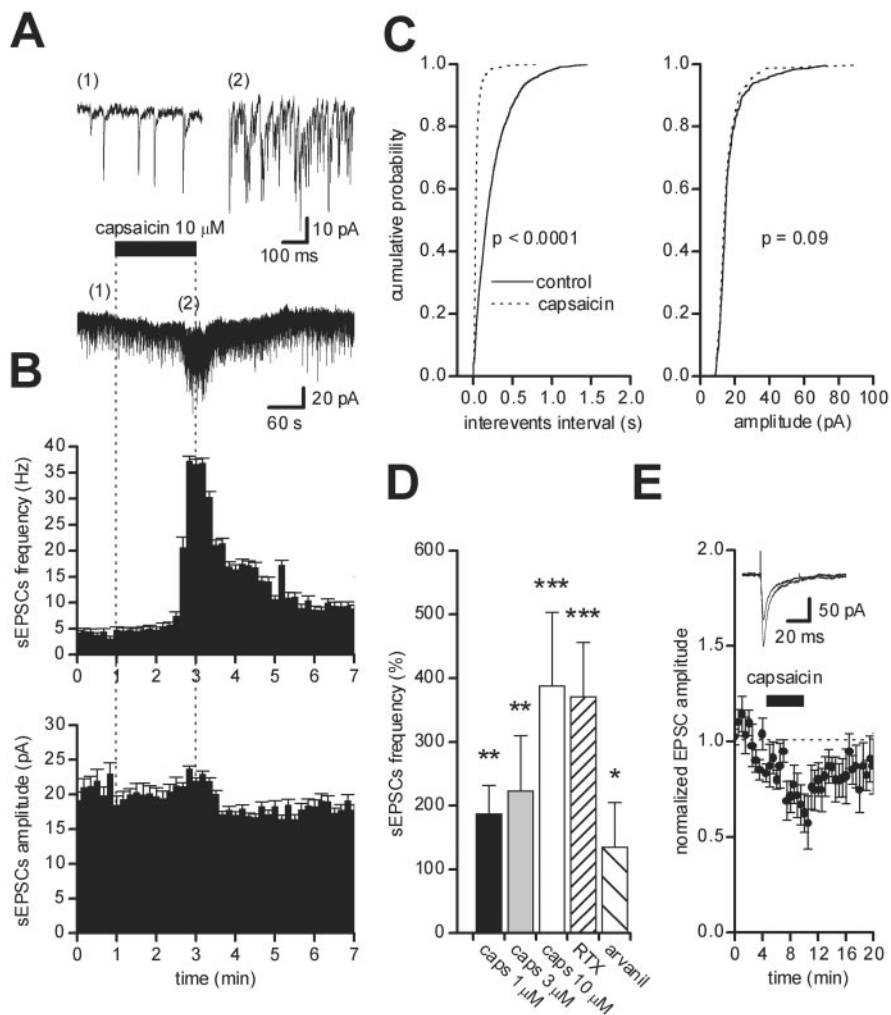 A
(1)
(2)
capsaicin 10 μM
10 pA
100 ms
(1)
(2)
20 pA
60 s
B
sEPSCs frequency (Hz)
40
35
30
25
20
15
10
5
0
0 1 2 3 4 5 6 7
sEPSCs amplitude (pA)
30
25
20
15
10
5
0
0 1 2 3 4 5 6 7
time (min)
C
cumulative probability
1.0
0.8
0.6
0.4
0.2
0.0
p < 0.0001
control
capsaicin
0.0 0.5 1.0 1.5 2.0
interevents interval (s)
1.0
0.8
0.6
0.4
0.2
0.0
p = 0.09
0 20 40 60 80 100
amplitude (pA)
D
sEPSCs frequency (%)
600
500
400
300
200
100
0
**
**
***
***
*
caps 1 μM
caps 3 μM
caps 10 μM
RTX
arvanil
E
normalized EPSC amplitude
2.0
1.5
1.0
0.5
0.0
50 pA
20 ms
capsaicin
0 4 8 12 16 20
time (min)